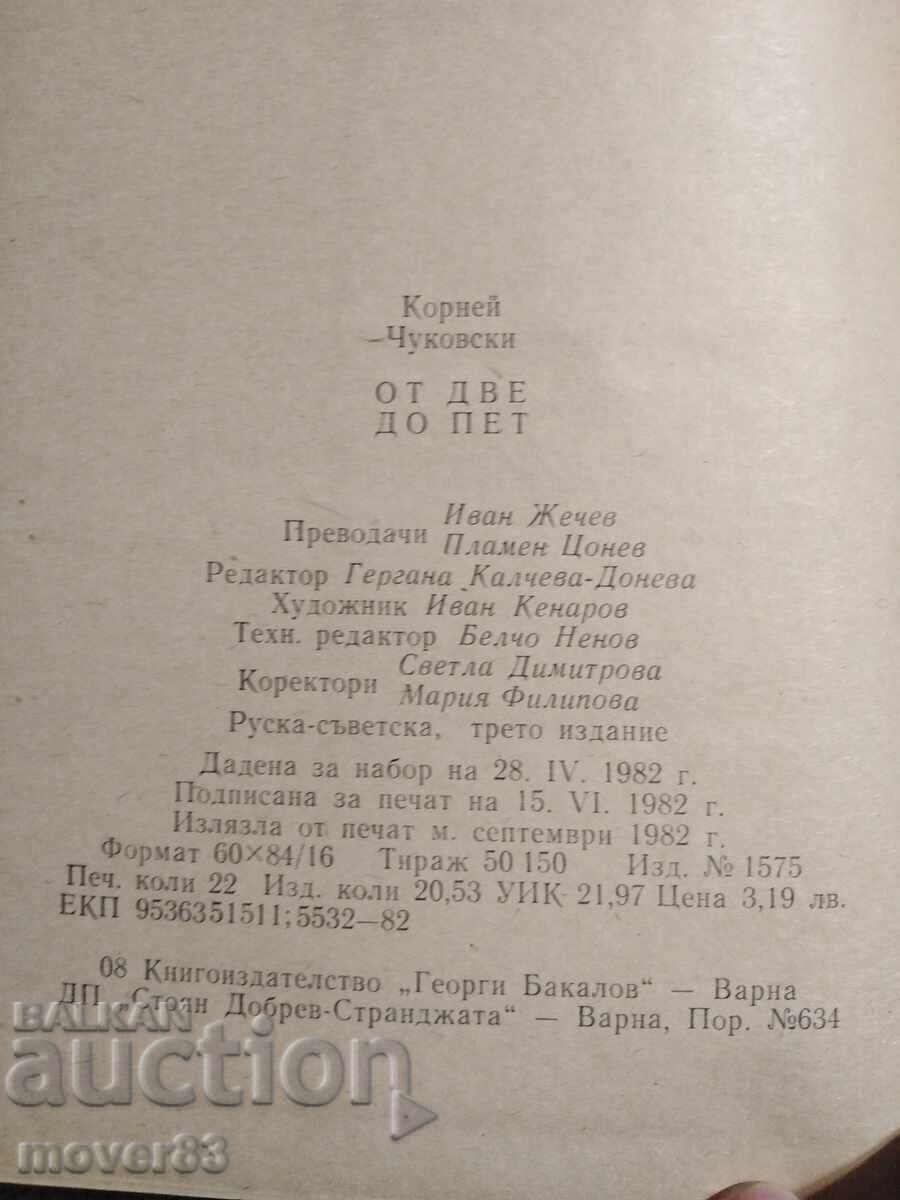 Корней
Чуковски
ОТ ДВЕ
ДО ПЕТ
Преводачи Иван Жечев
Пламен Цонев
Редактор Гергана Калчева-Донева
Художник Иван Кенаров
Техн. редактор Белчо Ненов
Коректори Светла Димитрова
Мария Филипова
Руска-съветска, трето издание
Дадена за набор на 28. IV. 1982 г.
Подписана за печат на 15. VI. 1982 г.
Излязла от печат м. септември 1982 г.
Формат 60×84/16 Тираж 50 150 Изд. № 1575
Печ. коли 22 Изд. коли 20,53 УИК 21,97 Цена 3,19 лв.
ЕКП 9536351511; 5532—82
08 Книгоиздателство „Георги Бакалов“ — Варна
ДП „Стоян Добрев-Странджата“ — Варна, Пор. №634
BALKAN
auction
mover83